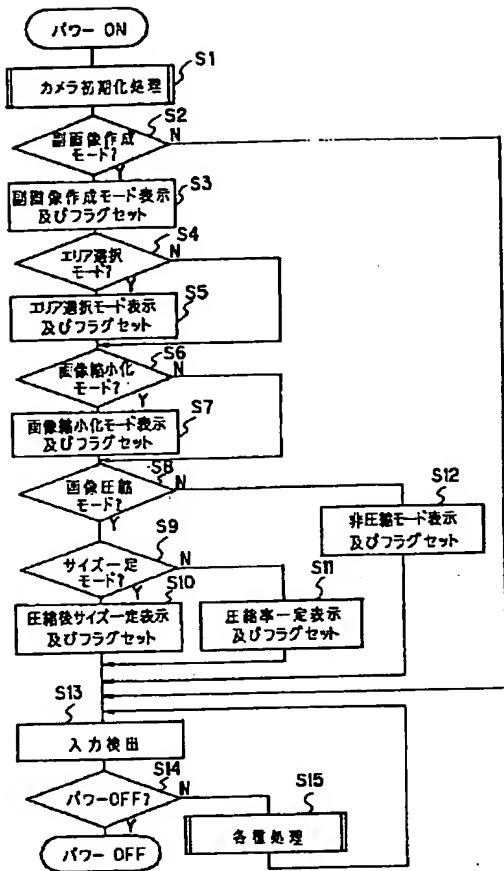 パワー ON
S1
カメラ初期化処理
S2
副画像作成
モード?
N
Y
S3
副画像作成モード表示
及びフラグセット
S4
エリア選択
モード?
N
Y
S5
エリア選択モード表示
及びフラグセット
S6
画像縮小化
モード?
N
Y
S7
画像縮小化モード表示
及びフラグセット
S8
画像圧縮
モード?
N
Y
S12
非圧縮モード表示
及びフラグセット
S9
サイズ一定
モード?
N
Y
S10
圧縮後サイズ一定表示
及びフラグセット
S11
圧縮率一定表示
及びフラグセット
S13
入力検出
S14
パワーOFF?
N
Y
S15
各種処理
パワー OFF